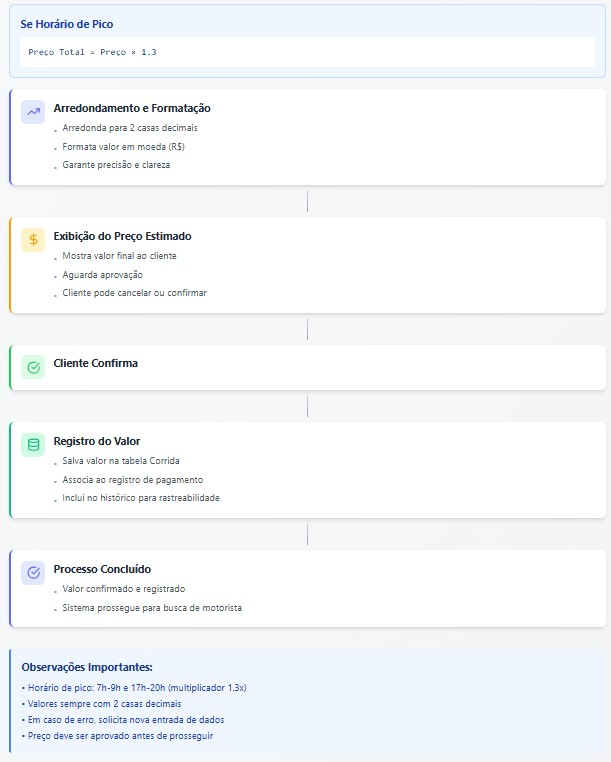 Se Horário de Pico
Preço Total = Preço × 1.3
Arredondamento e Formatação
• Arredonda para 2 casas decimais
• Formata valor em moeda (R$)
• Garante precisão e clareza
Exibição do Preço Estimado
• Mostra valor final ao cliente
• Aguarda aprovação
• Cliente pode cancelar ou confirmar
Cliente Confirma
Registro do Valor
• Salva valor na tabela Corrida
• Associa ao registro de pagamento
• Inclui no histórico para rastreabilidade
Processo Concluído
• Valor confirmado e registrado
• Sistema prossegue para busca de motorista
Observações Importantes:
• Horário de pico: 7h-9h e 17h-20h (multiplicador 1.3x)
• Valores sempre com 2 casas decimais
• Em caso de erro, solicita nova entrada de dados
• Preço deve ser aprovado antes de prosseguir